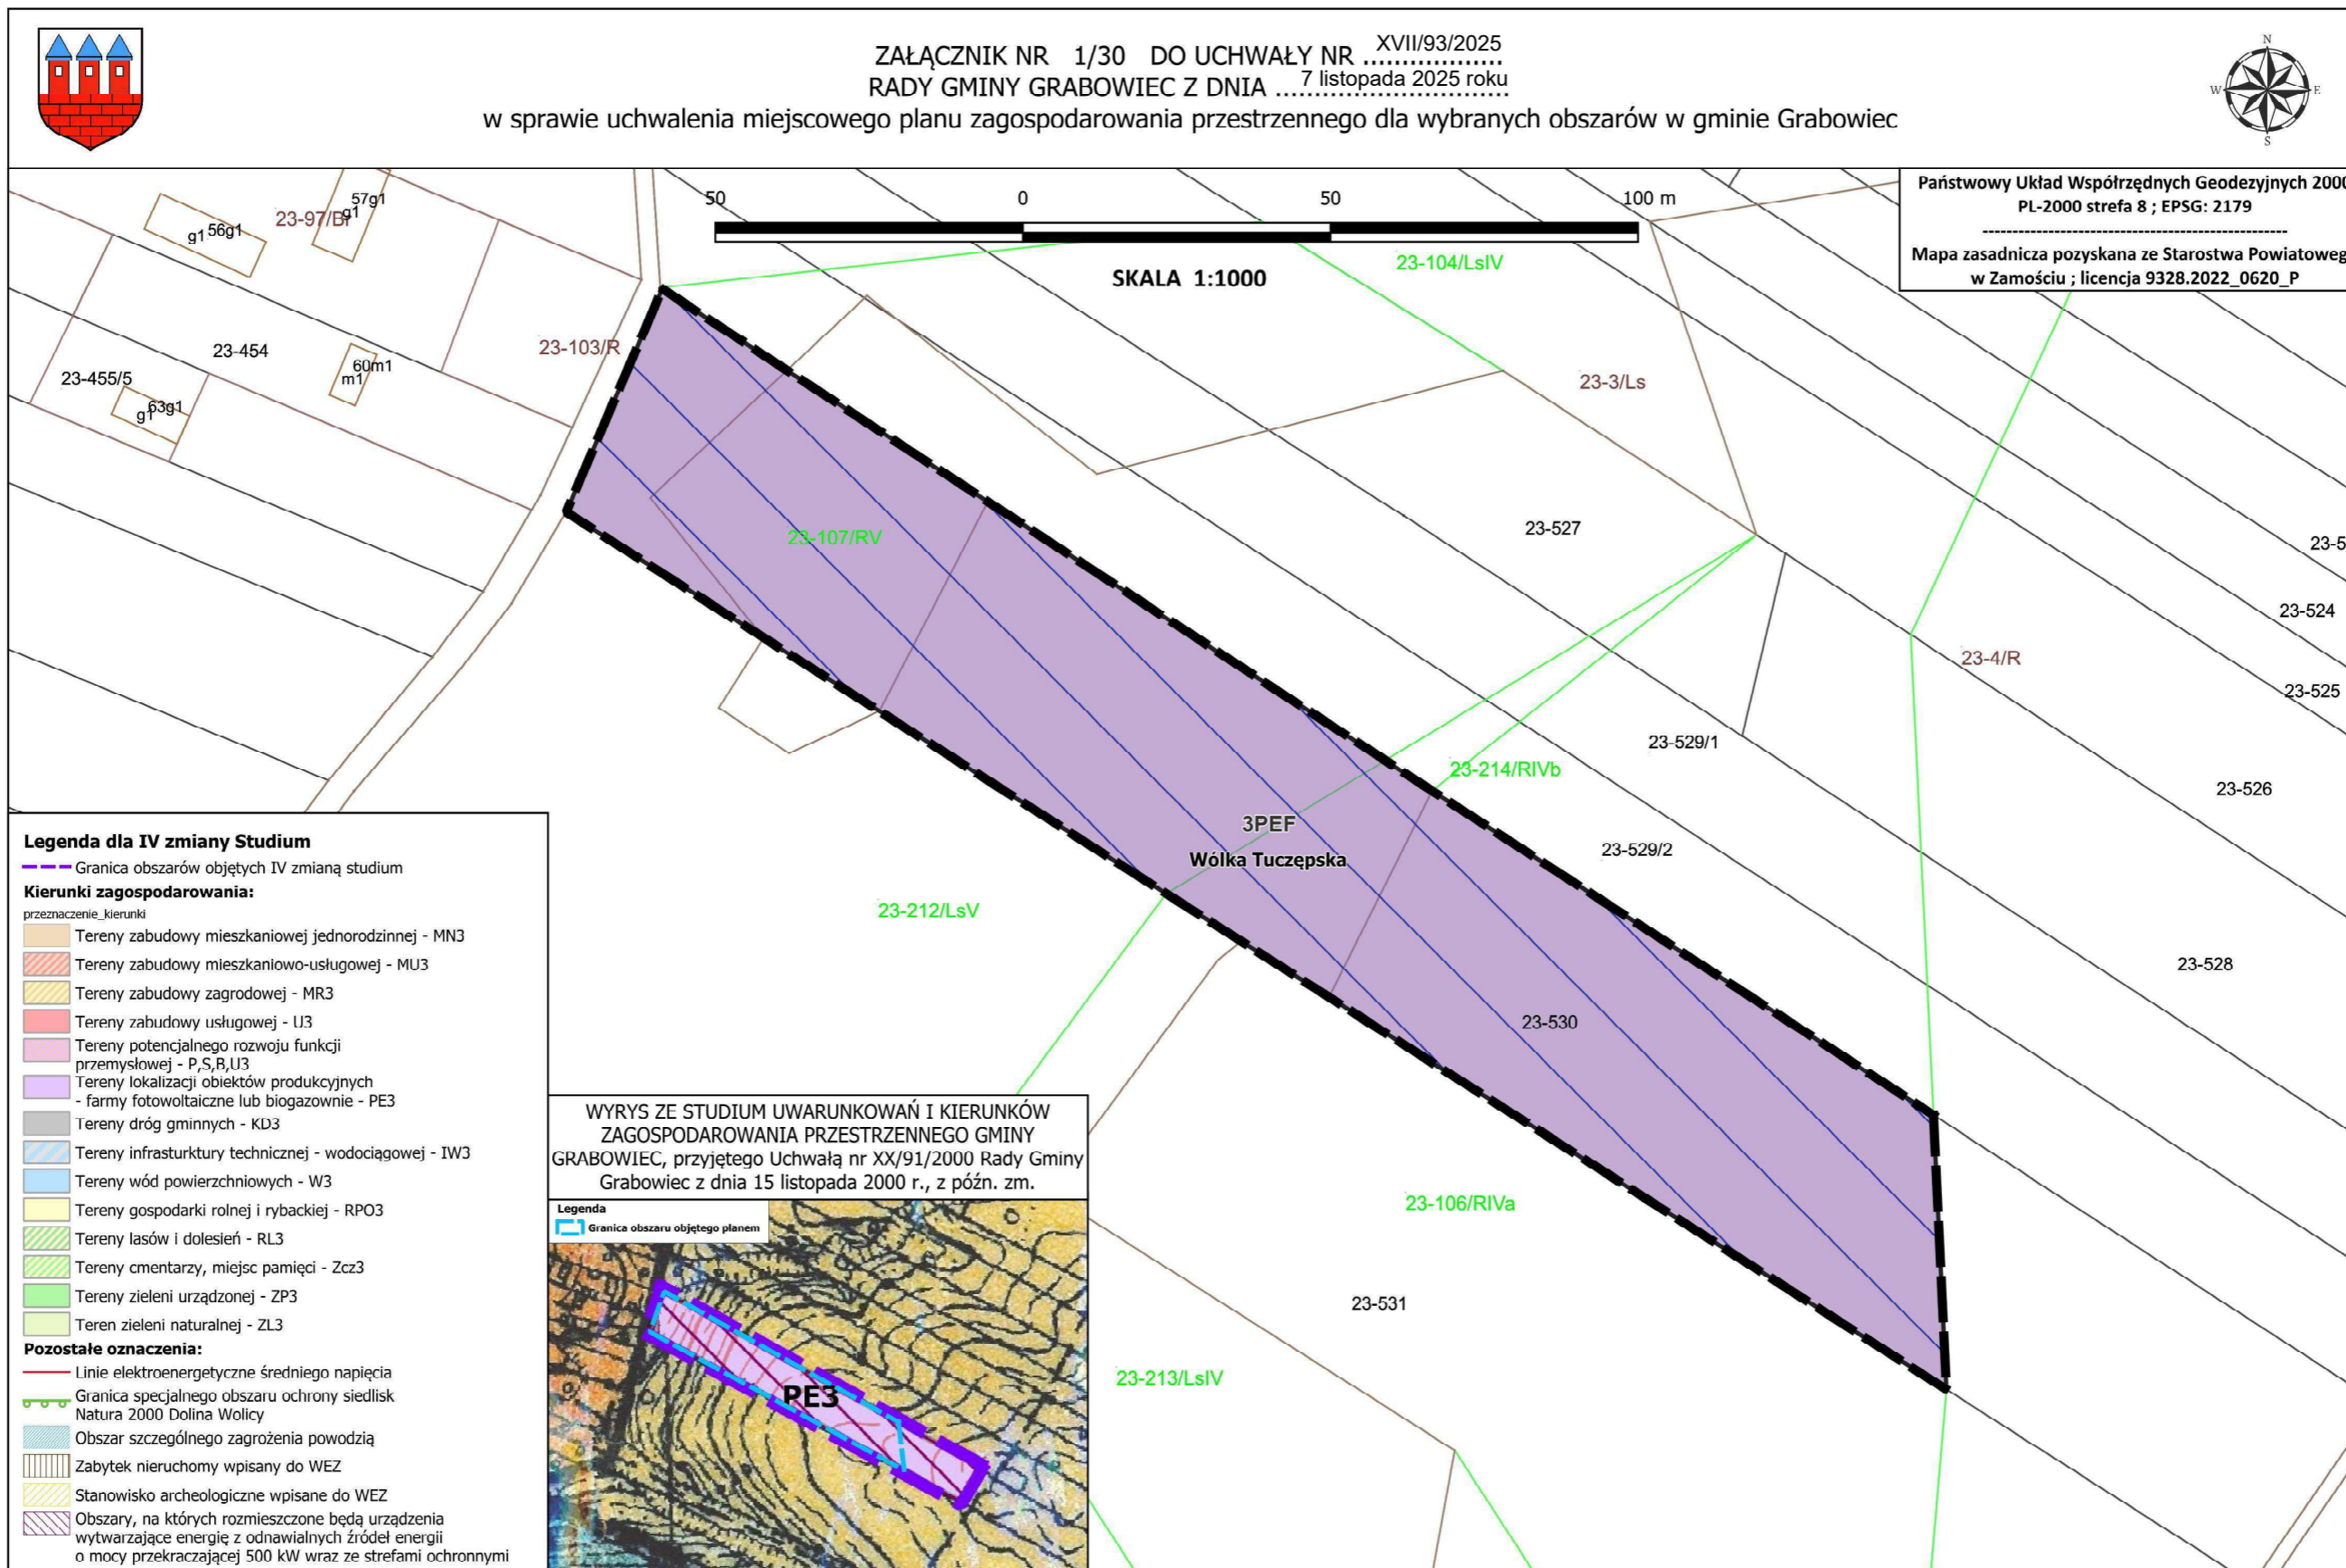 ZAŁĄCZNIK NR 1/30 DO UCHWAŁY NR XVII/93/2025
RADY GMINY GRABOWIEC Z DNIA 7 listopada 2025 roku
w sprawie uchwalenia miejscowego planu zagospodarowania przestrzennego dla wybranych obszarów w gminie Grabowiec
N
W E
S
Państwowy Układ Współrzędnych Geodezyjnych 2000
PL-2000 strefa 8 ; EPSG: 2179
Mapa zasadnicza pozyskana ze Starostwa Powiatoweg
w Zamościu ; licencja 9328.2022_0620_P
50 0 50 100 m
SKALA 1:1000
57g1
g1
23-97/Br
g1 56g1
23-104/LsIV
23-103/R
23-454
60m1
m1
23-455/5
63g1
g1
23-3/Ls
23-107/RV
23-527
23-5
23-524
23-4/R
23-525
23-529/1
23-214/RIVb
23-526
3PEF
Wólka Tuczępska
23-529/2
23-212/LsV
23-528
23-530
23-106/RIVa
23-531
23-213/LsIV
Legenda dla IV zmiany Studium
Granica obszarów objętych IV zmianą studium
Kierunki zagospodarowania:
przeznaczenie_kierunki
Tereny zabudowy mieszkaniowej jednorodzinnej - MN3
Tereny zabudowy mieszkaniowo-usługowej - MU3
Tereny zabudowy zagrodowej - MR3
Tereny zabudowy usługowej - U3
Tereny potencjalnego rozwoju funkcji
przemysłowej - P,S,B,U3
Tereny lokalizacji obiektów produkcyjnych
- farmy fotowoltaiczne lub biogazownie - PE3
Tereny dróg gminnych - KD3
Tereny infrasturktury technicznej - wodociągowej - IW3
Tereny wód powierzchniowych - W3
Tereny gospodarki rolnej i rybackiej - RPO3
Tereny lasów i dolesień - RL3
Tereny cmentarzy, miejsc pamięci - Zcz3
Tereny zieleni urządzonej - ZP3
Teren zieleni naturalnej - ZL3
Pozostałe oznaczenia:
Linie elektroenergetyczne średniego napięcia
Granica specjalnego obszaru ochrony siedlisk
Natura 2000 Dolina Wolicy
Obszar szczególnego zagrożenia powodzią
Zabytek nieruchomy wpisany do WEZ
Stanowisko archeologiczne wpisane do WEZ
Obszary, na których rozmieszczone będą urządzenia
wytwarzające energię z odnawialnych źródeł energii
o mocy przekraczającej 500 kW wraz ze strefami ochronnymi
WYRYS ZE STUDIUM UWARUNKOWAŃ I KIERUNKÓW
ZAGOSPODAROWANIA PRZESTRZENNEGO GMINY
GRABOWIEC, przyjętego Uchwałą nr XX/91/2000 Rady Gminy
Grabowiec z dnia 15 listopada 2000 r., z późn. zm.
Legenda
Granica obszaru objętego planem
PE3